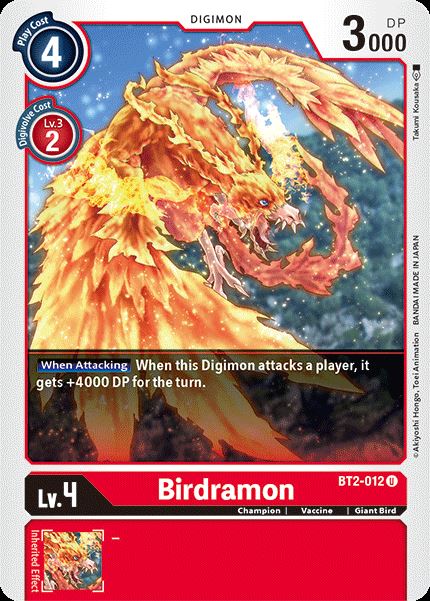 DIGIMON
Play Cost
4
DP
3000
Digivolve Cost
Lv.3
2
Takumi Kousaka
©Akiyoshi Hongo, Toei Animation BANDAI MADE IN JAPAN
When Attacking When this Digimon attacks a player, it
gets +4000 DP for the turn.
BT2-012 U
Lv.4
Birdramon
Champion | Vaccine | Giant Bird
Inherited Effect
–